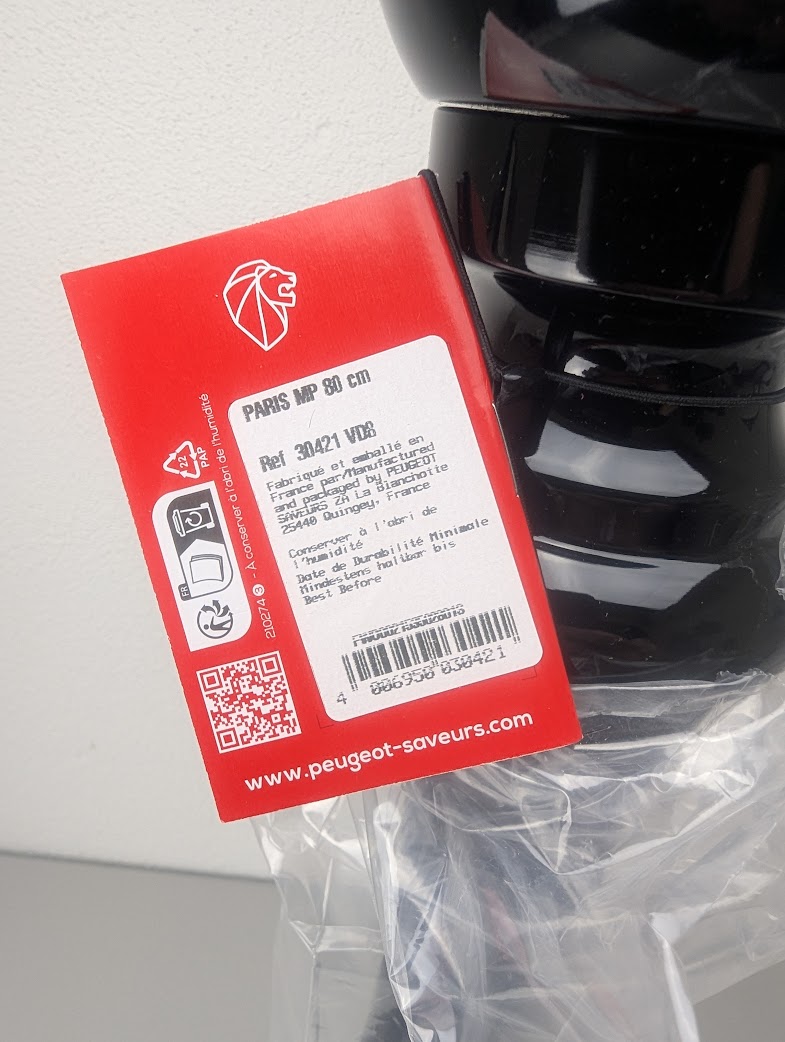 PARIS MP 80 cm
Ref 30421 VD8
Fabriqué et emballé en
France par/Manufactured
and packaged by PEUGEOT
SAVEURS ZA La Blanchotte
25440 Quingey, France
Conserver à l'abri de
l'humidité
Date de Durabilité Minimale
Mindestens haltbar bis
Best Before
4 006950 030421
22
PAP
FR
210274 - A conserver à l'abri de l'humidité
www.peugeot-saveurs.com